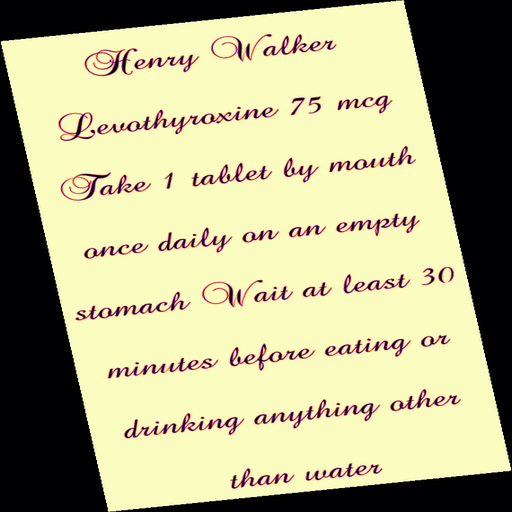 Henry Walker
Levothyroxine 75 mcg
Take 1 tablet by mouth
once daily on an empty
stomach Wait at least 30
minutes before eating or
drinking anything other
than water